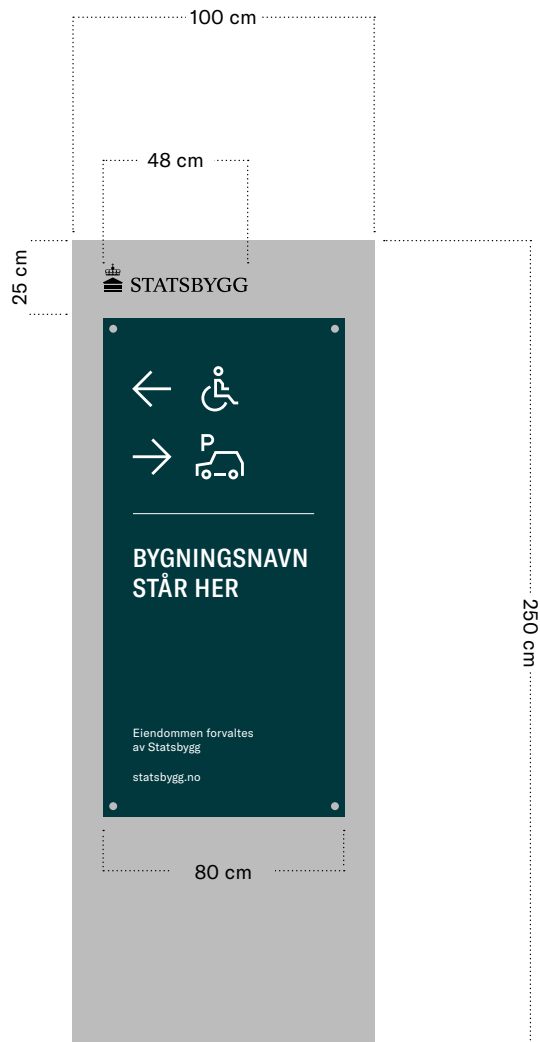 100 cm
48 cm
25 cm
STATSBYGG
P
BYGNINGSNAVN
STÅR HER
250 cm
Eiendommen forvaltes
av Statsbygg
statsbygg.no
80 cm